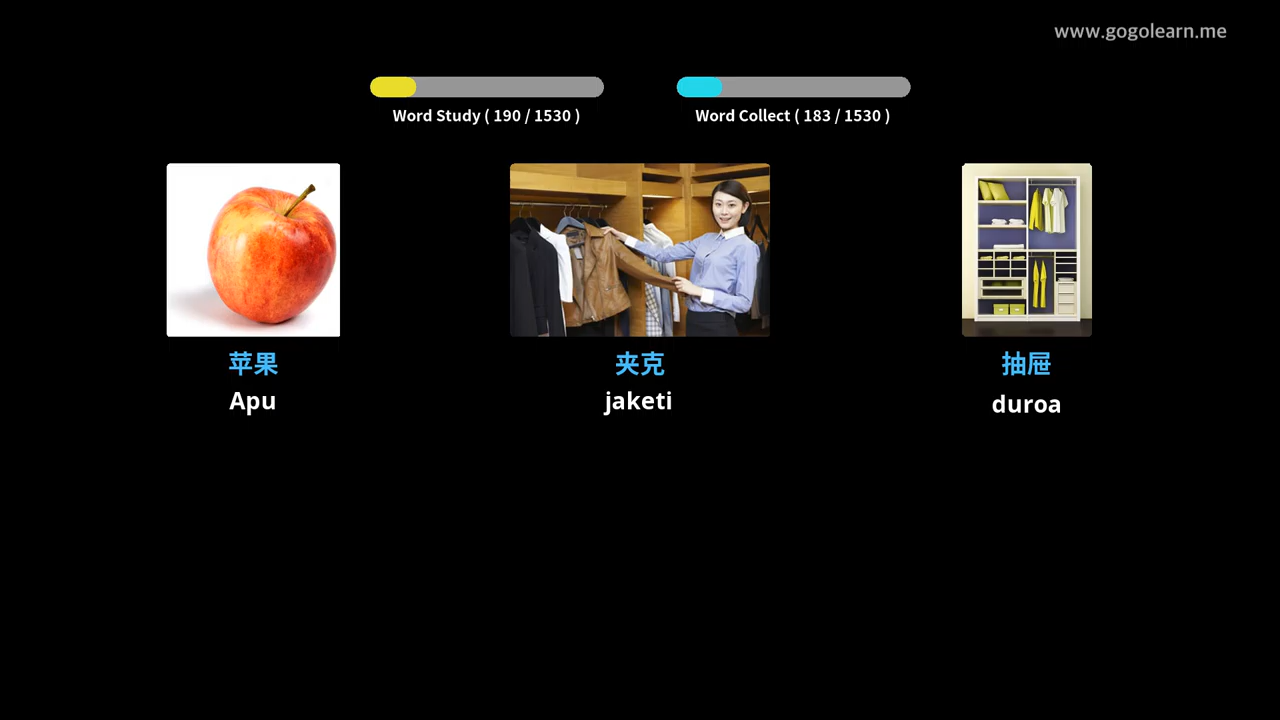 www.gogolearn.me
Word Study ( 190 / 1530 )
Word Collect ( 183 / 1530 )
苹果
Apu
夹克
jaketi
抽屉
duroa